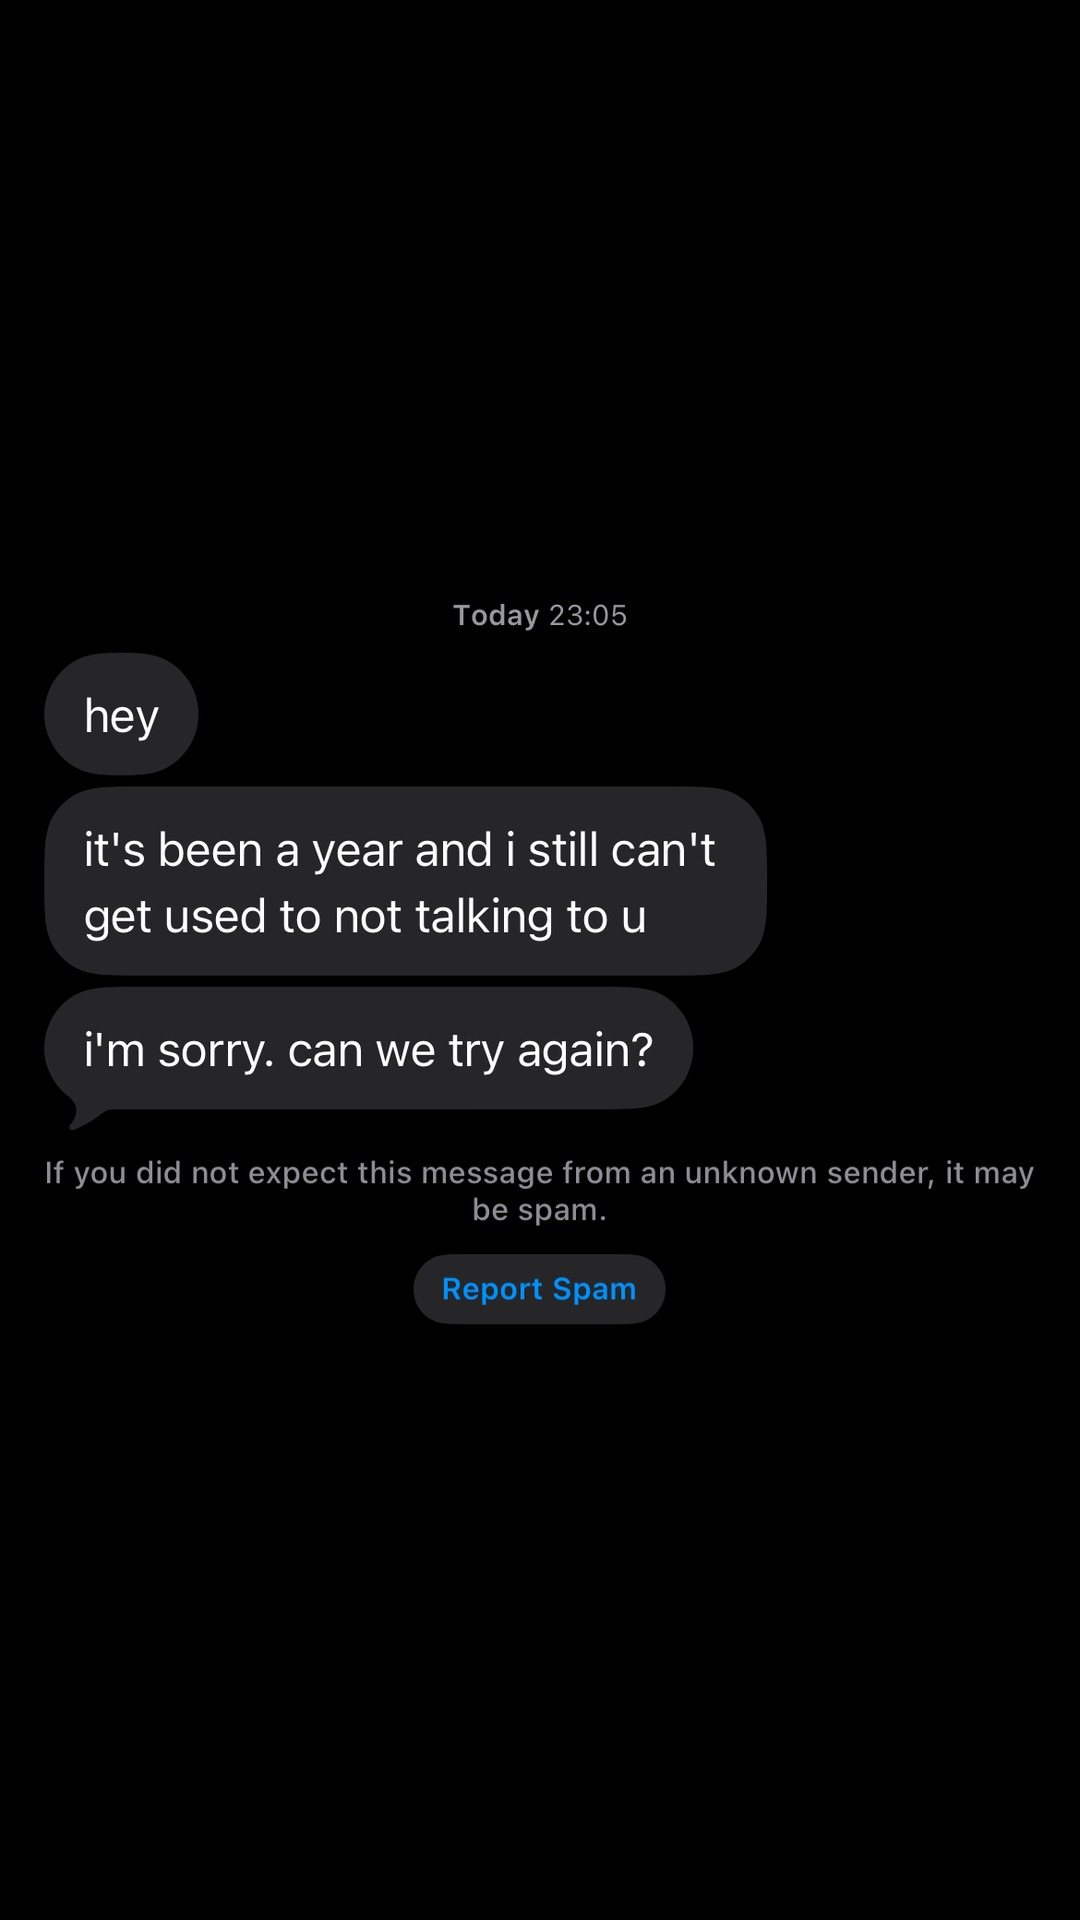 Today 23:05
hey
it's been a year and i still can't
get used to not talking to u
i'm sorry. can we try again?
If you did not expect this message from an unknown sender, it may
be spam.
Report Spam